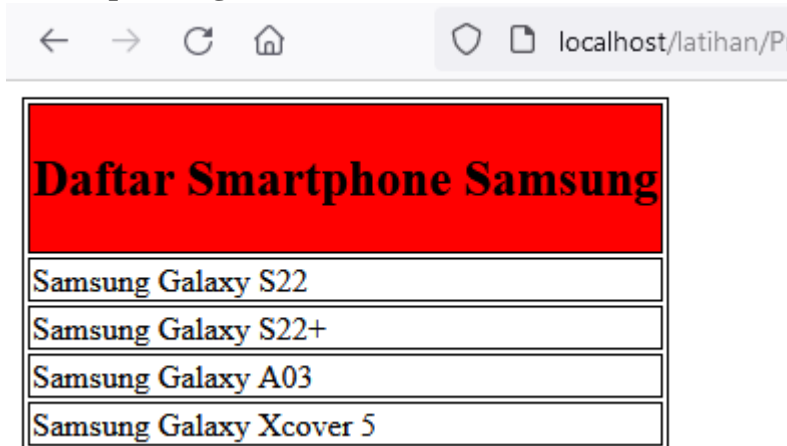 localhost/latihan/P
Daftar Smartphone Samsung
Samsung Galaxy S22
Samsung Galaxy S22+
Samsung Galaxy A03
Samsung Galaxy Xcover 5